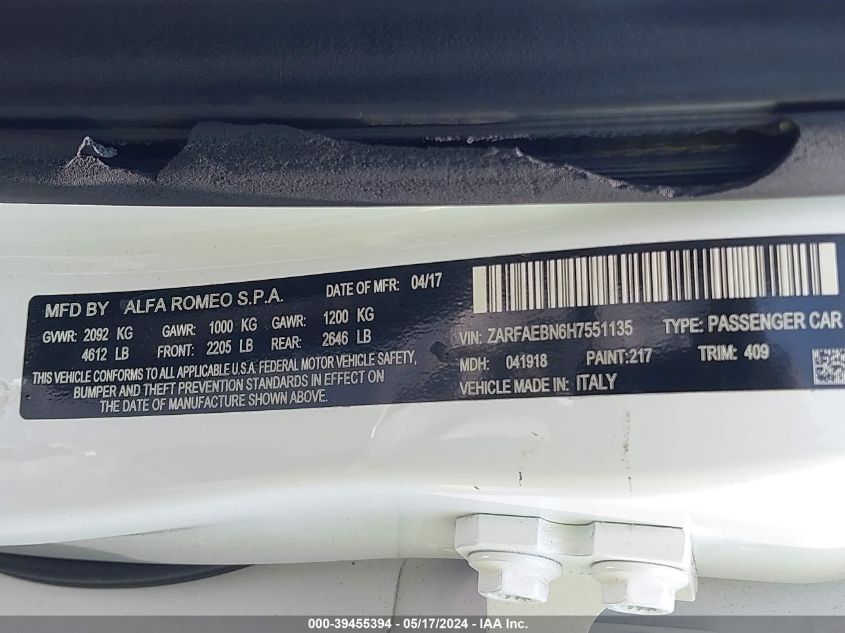 MFD BY ALFA ROMEO S.P.A. DATE OF MFR: 04/17
GVWR: 2092 KG GAWR: 1000 KG GAWR: 1200 KG
4612 LB FRONT: 2205 LB REAR: 2646 LB
THIS VEHICLE CONFORMS TO ALL APPLICABLE U.S.A. FEDERAL MOTOR VEHICLE SAFETY,
BUMPER AND THEFT PREVENTION STANDARDS IN EFFECT ON
THE DATE OF MANUFACTURE SHOWN ABOVE.
VIN: ZARFAEBN6H7551135 TYPE: PASSENGER CAR
MDH: 041918 PAINT:217 TRIM: 409
VEHICLE MADE IN: ITALY
000-39455394 - 05/17/2024 - IAA Inc.